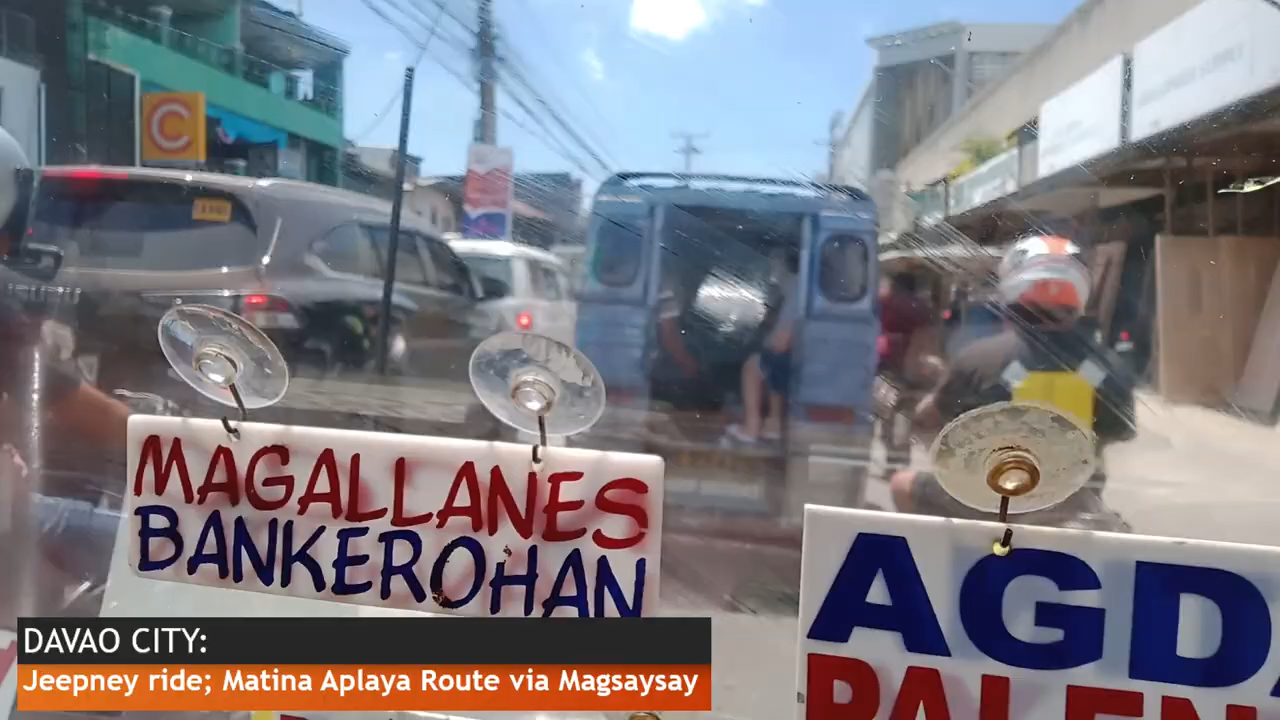 C
MAGALLANES
BANKEROHAN
AGD
DAVAO CITY:
Jeepney ride; Matina Aplaya Route via Magsaysay